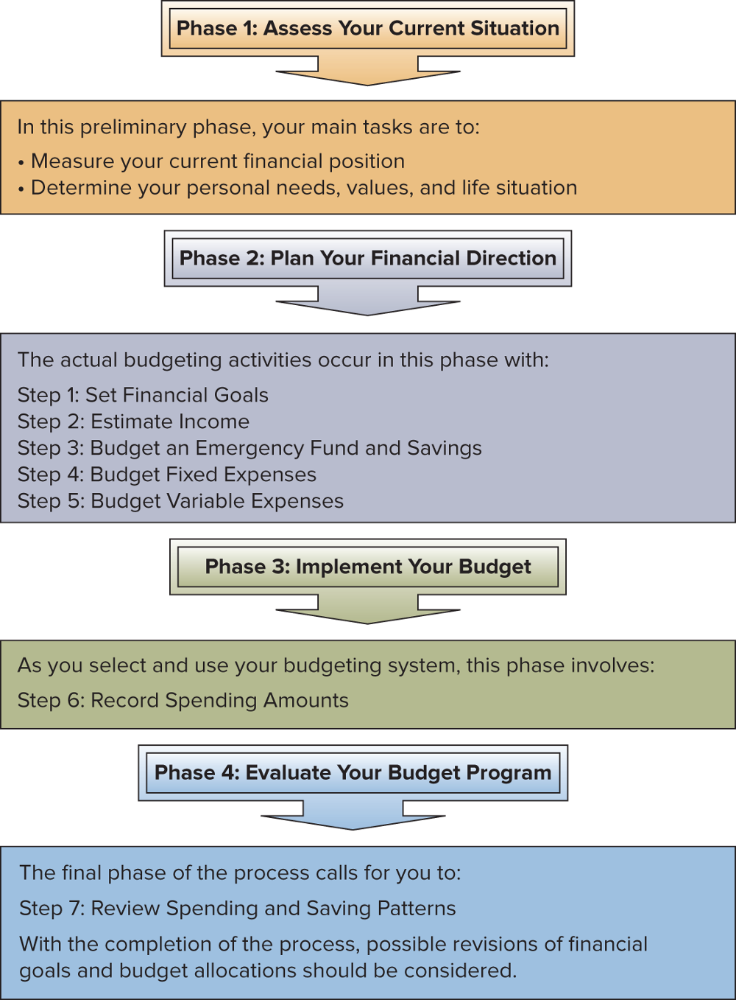 Phase 1: Assess Your Current Situation
In this preliminary phase, your main tasks are to:
• Measure your current financial position
• Determine your personal needs, values, and life situation
Phase 2: Plan Your Financial Direction
The actual budgeting activities occur in this phase with:
Step 1: Set Financial Goals
Step 2: Estimate Income
Step 3: Budget an Emergency Fund and Savings
Step 4: Budget Fixed Expenses
Step 5: Budget Variable Expenses
Phase 3: Implement Your Budget
As you select and use your budgeting system, this phase involves:
Step 6: Record Spending Amounts
Phase 4: Evaluate Your Budget Program
The final phase of the process calls for you to:
Step 7: Review Spending and Saving Patterns
With the completion of the process, possible revisions of financial
goals and budget allocations should be considered.